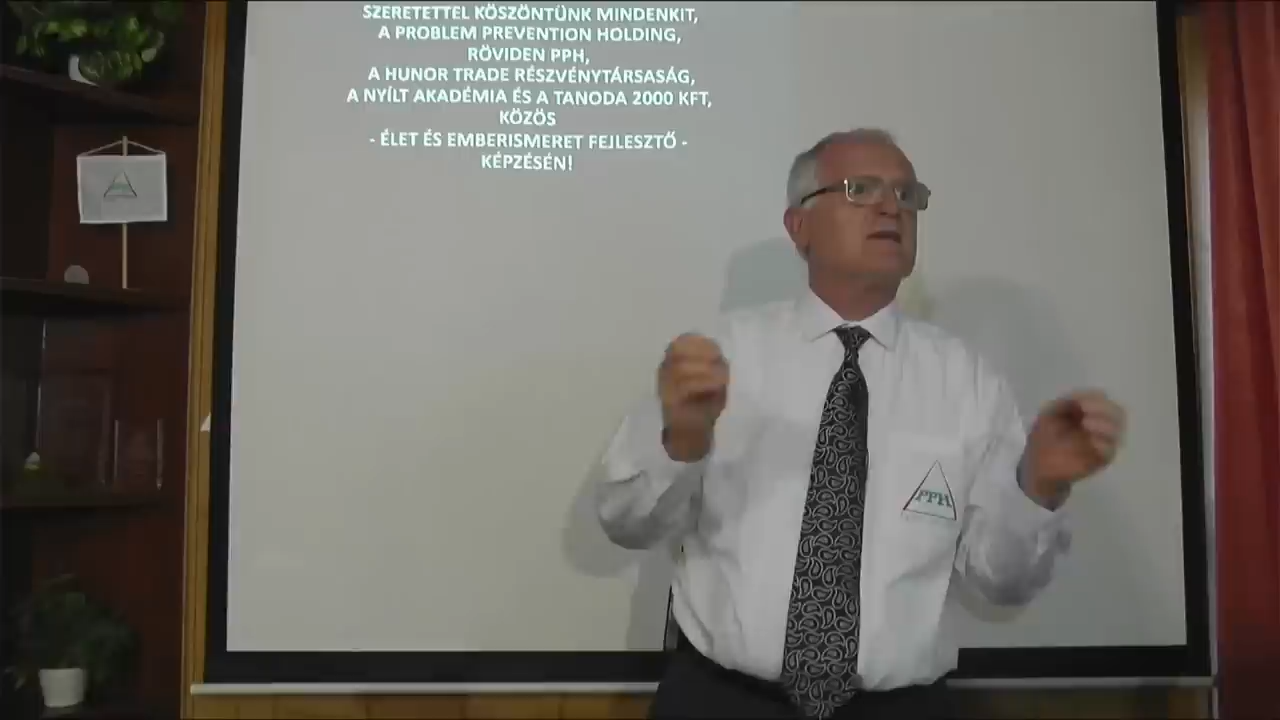 SZERETETTEL KÖSZÖNTÜNK MINDENKIT,
A PROBLEM PREVENTION HOLDING,
RÖVIDEN PPH,
A HUNOR TRADE RÉSZVÉNYTÁRSASÁG,
A NYÍLT AKADÉMIA ÉS A TANODA 2000 KFT,
KÖZÖS
- ÉLET ÉS EMBERISMERET FEJLESZTŐ -
KÉPZÉSÉN!
PPH